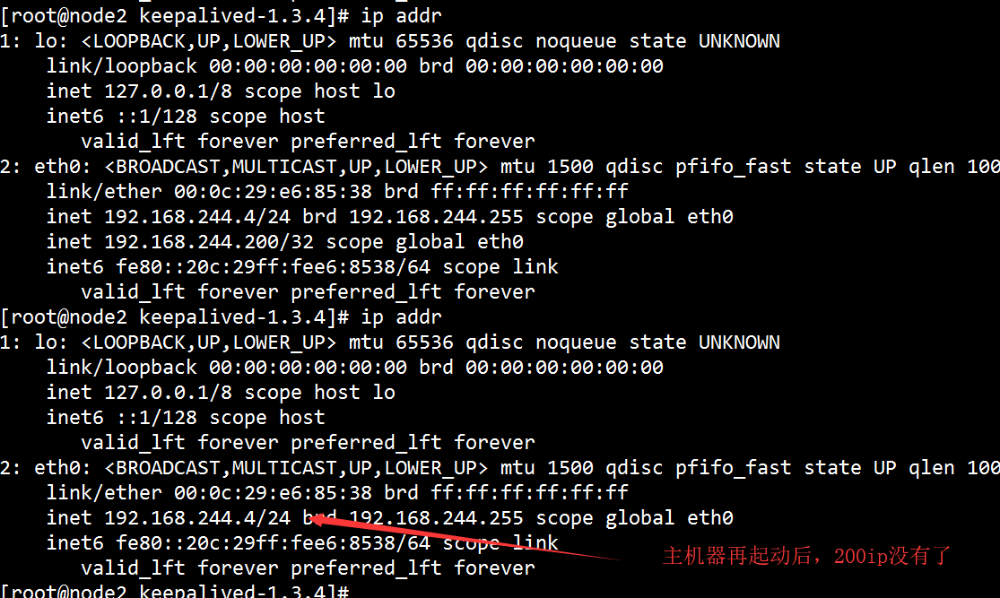 [root@node2 keepalived-1.3.4]# ip addr
1: lo: <LOOPBACK,UP,LOWER_UP> mtu 65536 qdisc noqueue state UNKNOWN
link/loopback 00:00:00:00:00:00 brd 00:00:00:00:00:00
inet 127.0.0.1/8 scope host lo
inet6 ::1/128 scope host
valid_lft forever preferred_lft forever
2: eth0: <BROADCAST,MULTICAST,UP,LOWER_UP> mtu 1500 qdisc pfifo_fast state UP qlen 100
link/ether 00:0c:29:e6:85:38 brd ff:ff:ff:ff:ff:ff
inet 192.168.244.4/24 brd 192.168.244.255 scope global eth0
inet 192.168.244.200/32 scope global eth0
inet6 fe80::20c:29ff:fee6:8538/64 scope link
valid_lft forever preferred_lft forever
[root@node2 keepalived-1.3.4]# ip addr
1: lo: <LOOPBACK,UP,LOWER_UP> mtu 65536 qdisc noqueue state UNKNOWN
link/loopback 00:00:00:00:00:00 brd 00:00:00:00:00:00
inet 127.0.0.1/8 scope host lo
inet6 ::1/128 scope host
valid_lft forever preferred_lft forever
2: eth0: <BROADCAST,MULTICAST,UP,LOWER_UP> mtu 1500 qdisc pfifo_fast state UP qlen 100
link/ether 00:0c:29:e6:85:38 brd ff:ff:ff:ff:ff:ff
inet 192.168.244.4/24 brd 192.168.244.255 scope global eth0
inet6 fe80::20c:29ff:fee6:8538/64 scope link
主机器再起动后，200ip没有了
valid_lft forever preferred_lft forever
[root@node2 keepalived-1.3.4]#